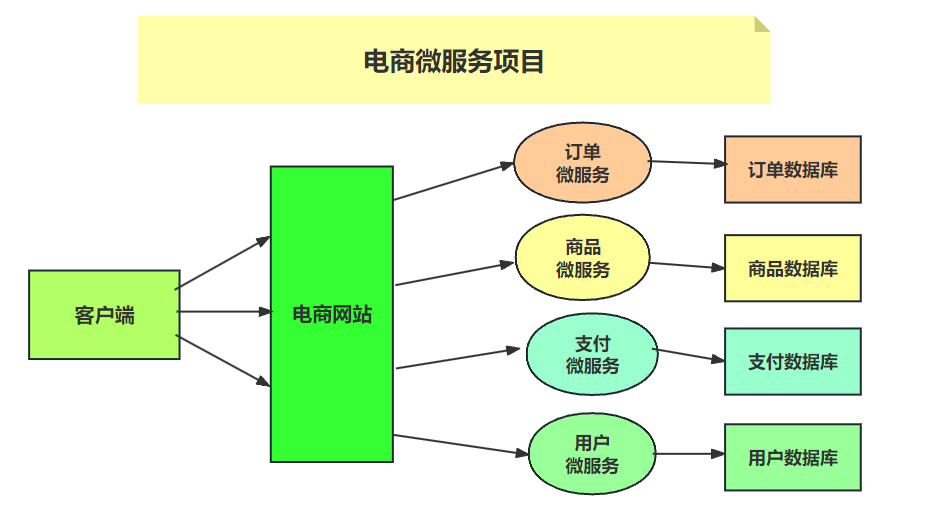 电商微服务项目
客户端
电商网站
订单
微服务
订单数据库
商品
微服务
商品数据库
支付
微服务
支付数据库
用户
微服务
用户数据库